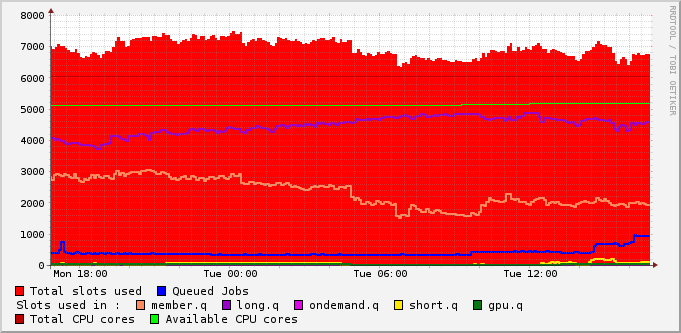 8000
7000
6000
5000
4000
3000
2000
1000
0
Mon 18:00 Tue 00:00 Tue 06:00 Tue 12:00
RRDTOOL / TOBI OETIKER
Total slots used Queued Jobs
Slots used in : member.q long.q ondemand.q short.q gpu.q
Total CPU cores Available CPU cores